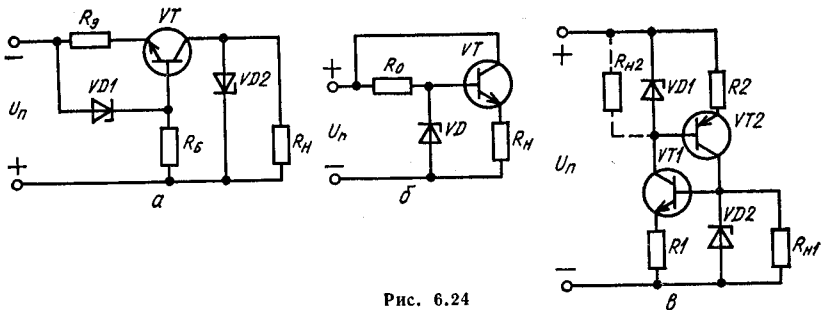 Rэ
VT
−
VD1
VD2
Uп
RБ
RН
+
а
VT
+
R0
Uп
VD
RН
−
б
+
RН2
VD1
R2
VT2
VT1
Uп
R1
VD2
RН1
−
в
Рис. 6.24